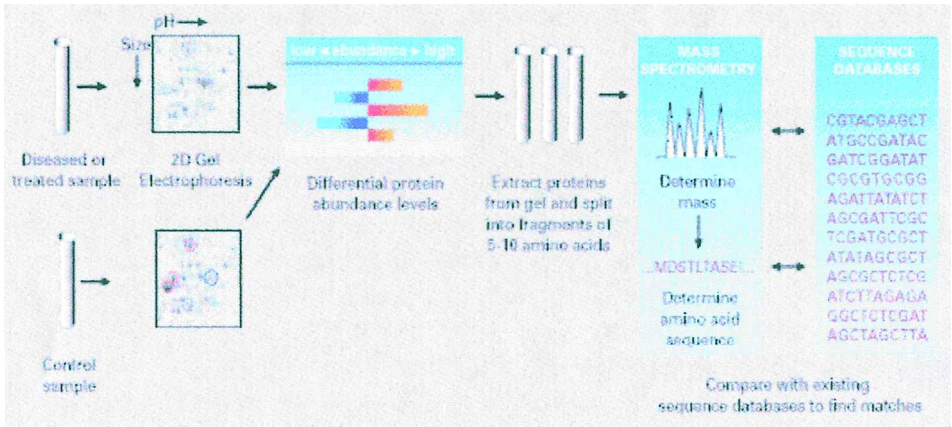 pH
Size
Diseased or
treated sample
2D Gel
Electrophoresis
Control
sample
low abundance high
Differential protein
abundance levels
Extract proteins
from gel and split
into fragments of
5-10 amino acids
MASS
SPECTROMETRY
Determine
mass
Determine
amino acid
sequence
SEQUENCE
DATABASES
CGTACGAGCT
ATGCCGATAC
GATCGGATAT
CGCGTGCGG
AGATTATATCT
AGCGATTCGC
TCGATGCGCT
ATATAGCGCT
AGCGCTCTCG
ATCTTAGAGA
GGCTCTCGAT
AGCTAGCTTA
Compare with existing
sequence databases to find matches